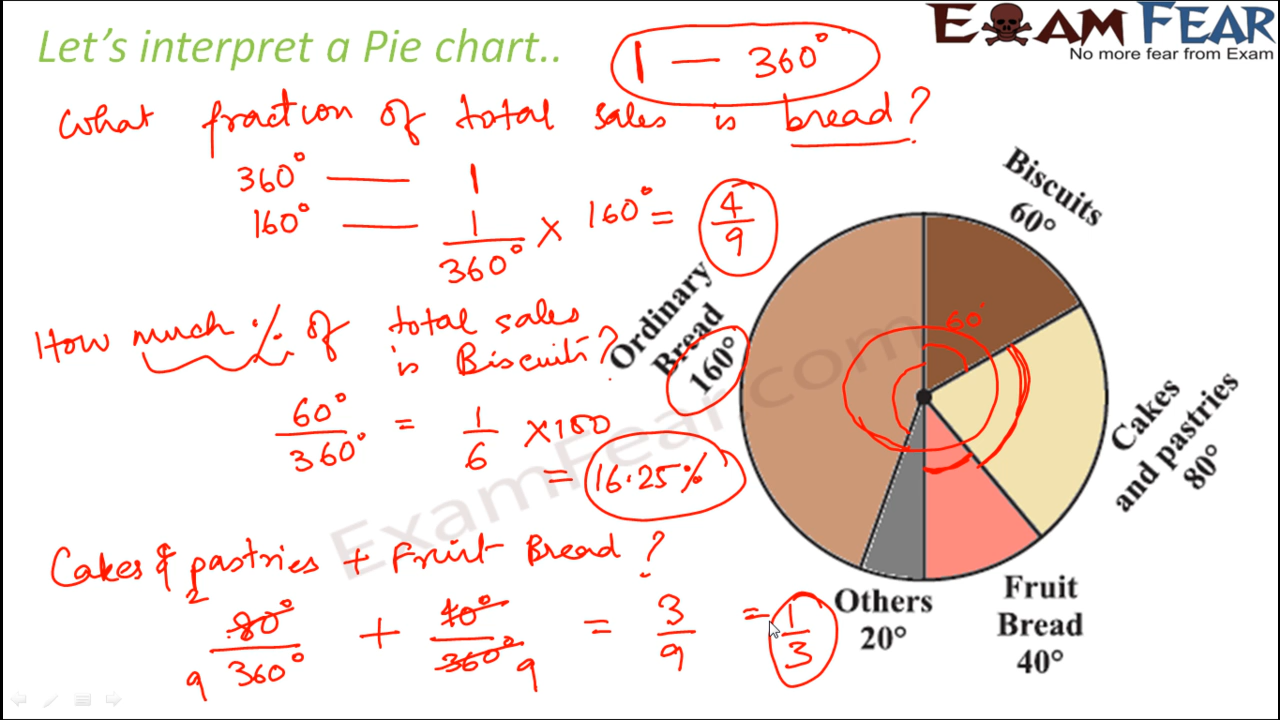 Let's interpret a Pie chart..
1 — 360°
EXAM FEAR
No more fear from Exam
What fraction of total sales is bread?
360° — 1
160° — 1/360° × 160° = 4/9
How much % of total sales
is Biscuits?
60°/360° = 1/6 × 100
= 16.25%
Cakes & pastries + Fruit Bread?
2 80°/360° 9 + 40°/360° 9 = 3/9 = 1/3
Biscuits
60°
60°
Ordinary
Bread
160°
Cakes
and pastries
80°
Fruit
Bread
40°
Others
20°
ExamFear.com